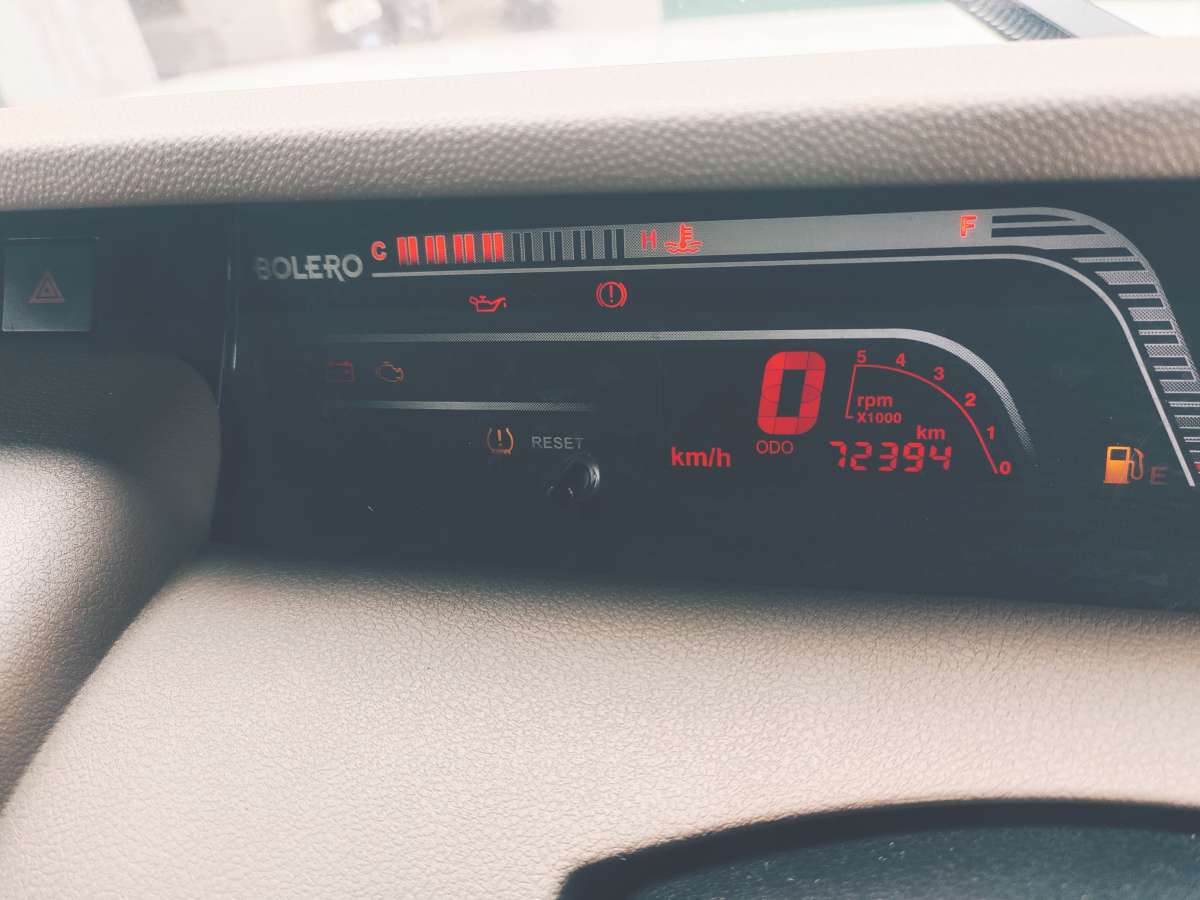 BOLERO
C H F
0
5 4 3 2 1 0
rpm
X1000
km/h
ODO 72394 km
RESET
E